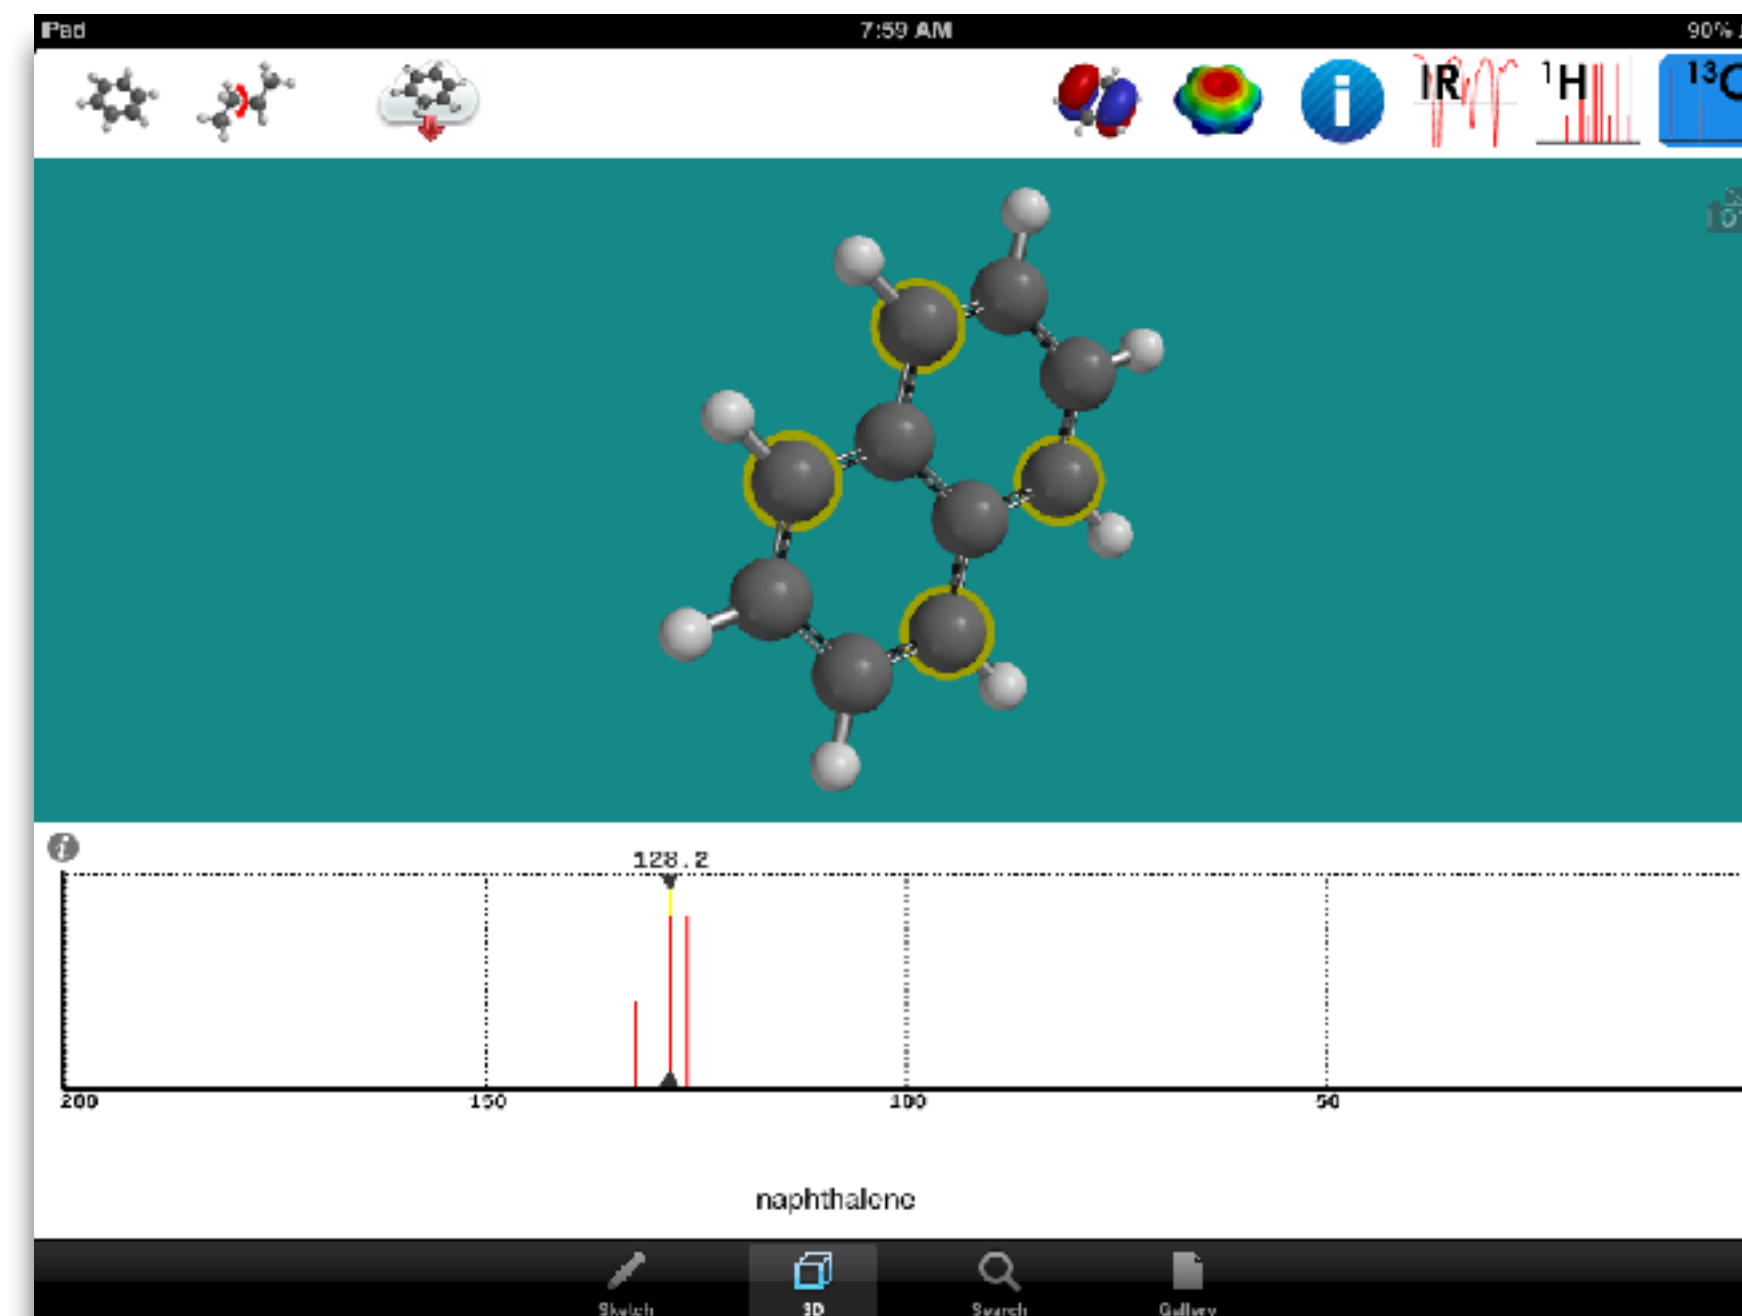 iPad 7:59 AM 90%
IR 1H 13C
128.2
200 150 100 50
naphthalene
Sketch 3D Search Gallery